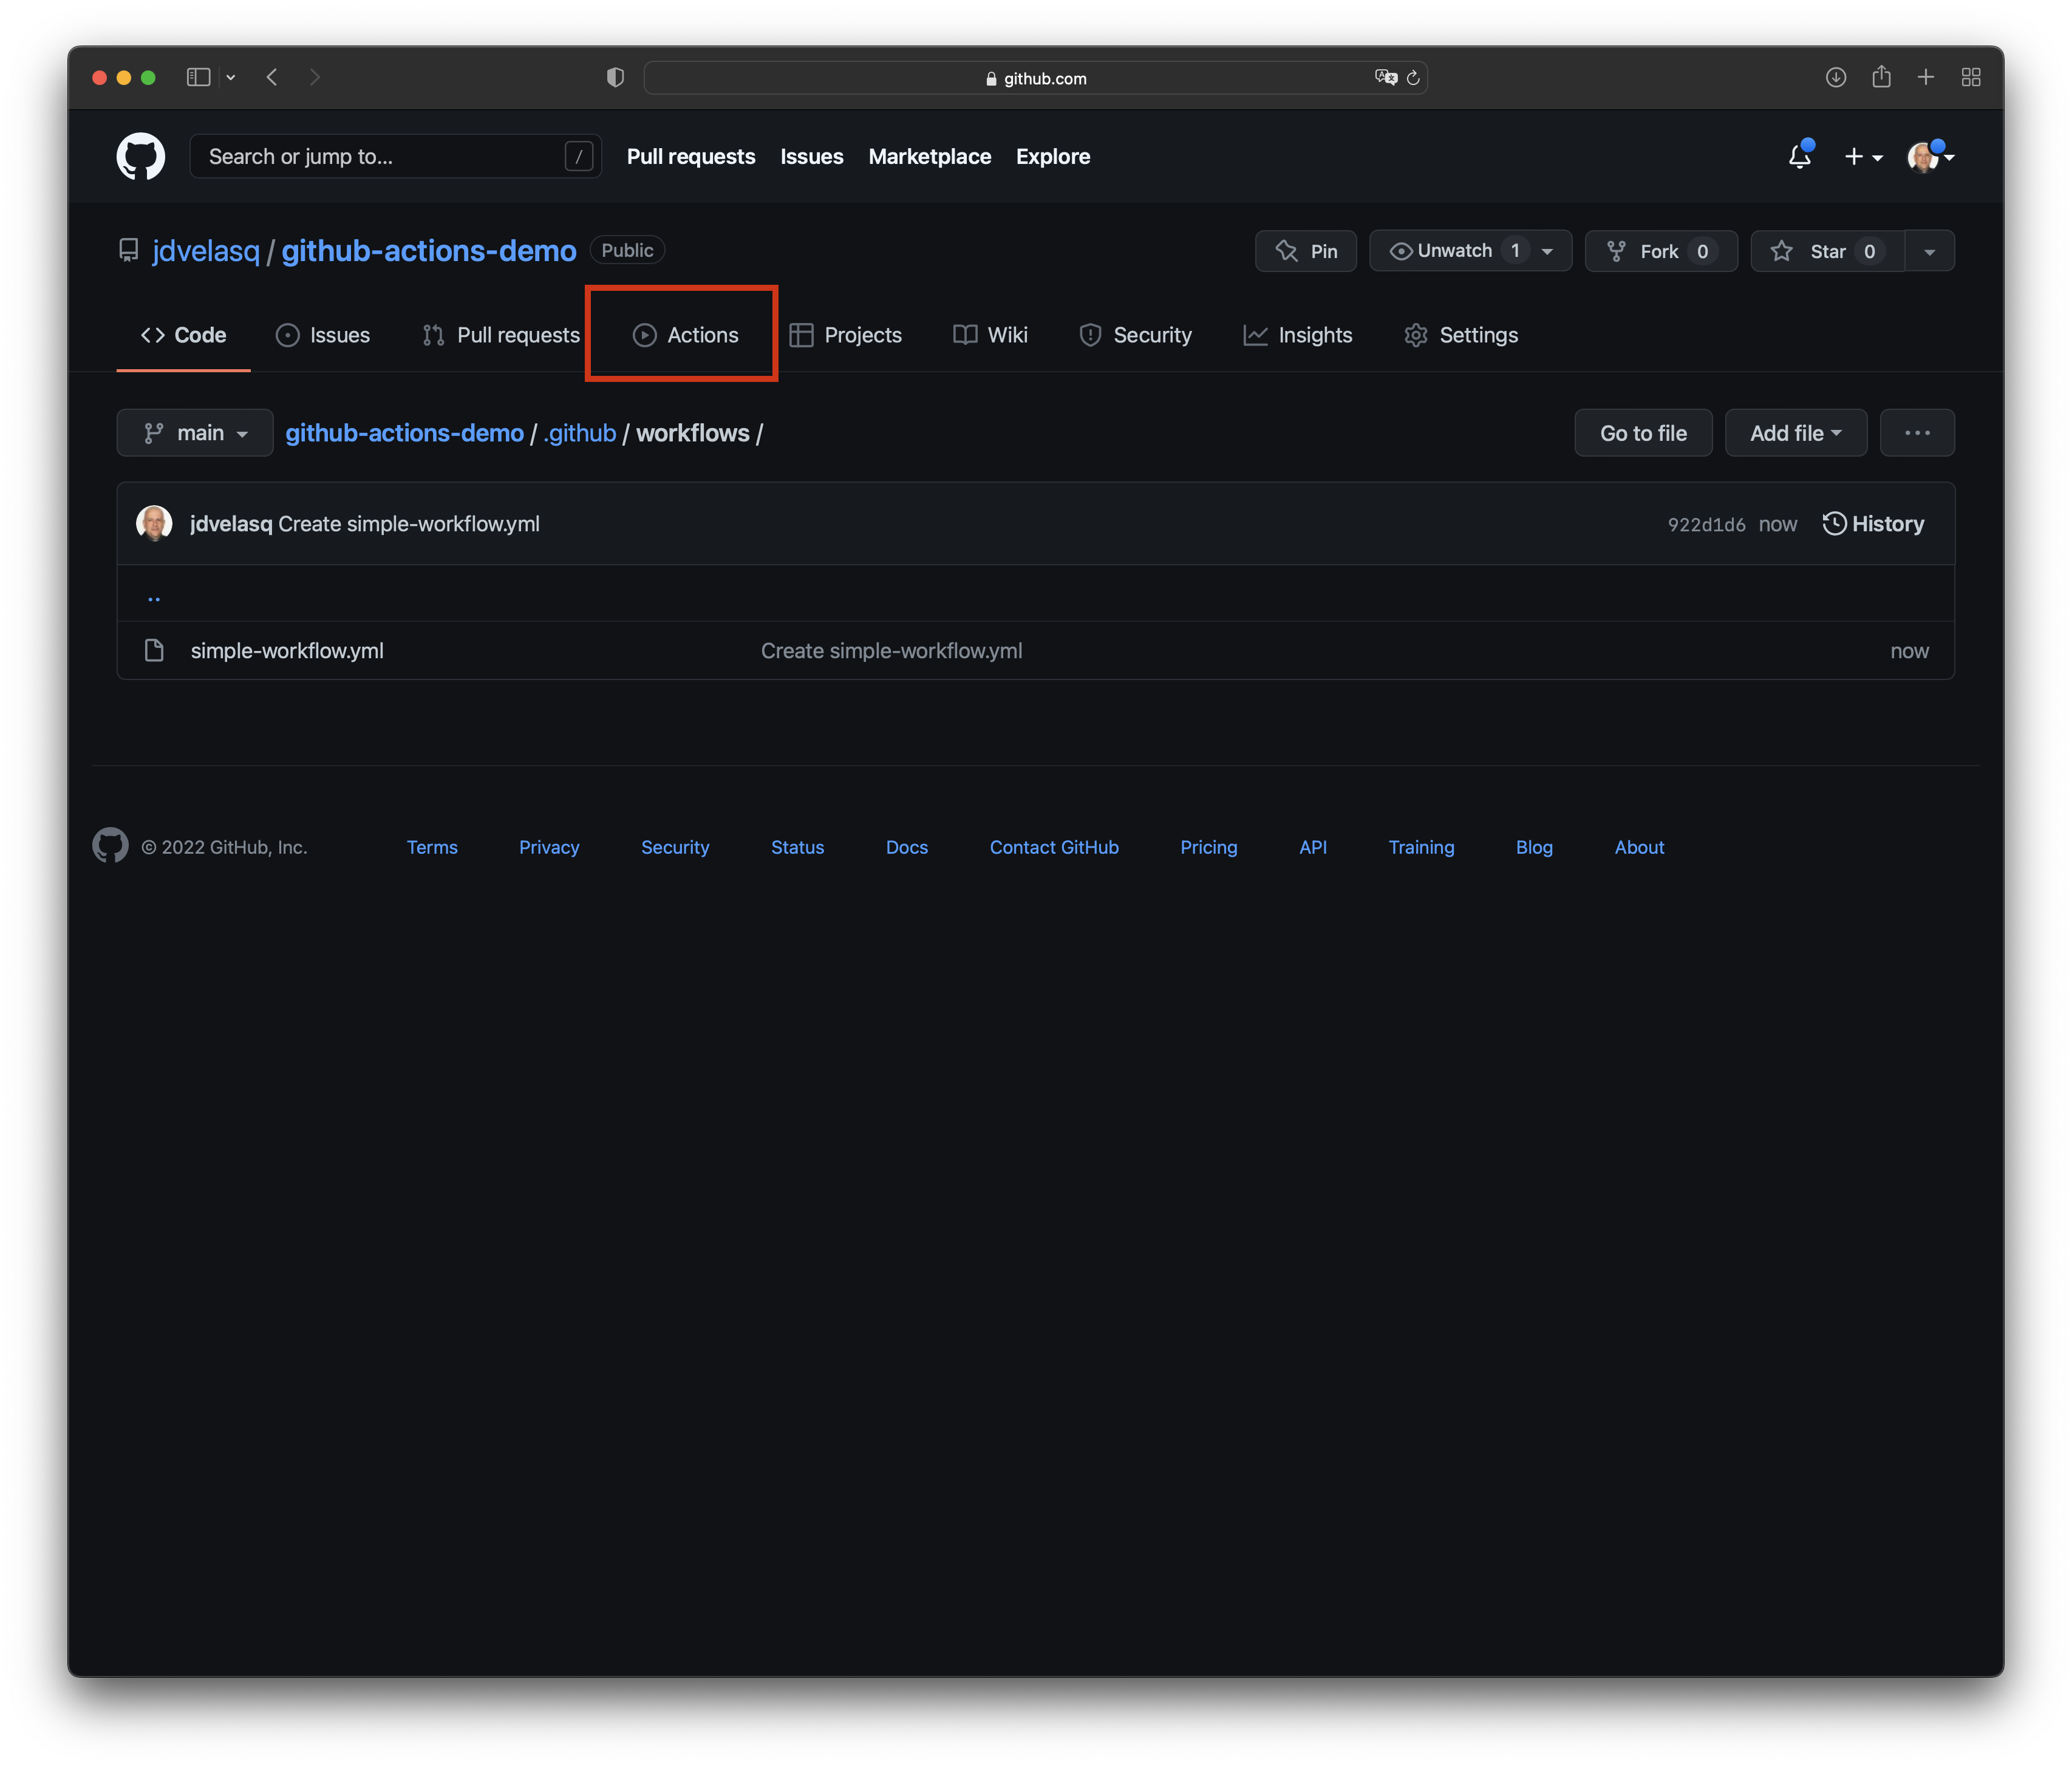 github.com
Search or jump to... / Pull requests Issues Marketplace Explore
jdvelasq / github-actions-demo Public Pin Unwatch 1 Fork 0 Star 0
Code Issues Pull requests Actions Projects Wiki Security Insights Settings
main github-actions-demo / .github / workflows / Go to file Add file ...
jdvelasq Create simple-workflow.yml 922d1d6 now History
..
simple-workflow.yml Create simple-workflow.yml now
© 2022 GitHub, Inc. Terms Privacy Security Status Docs Contact GitHub Pricing API Training Blog About